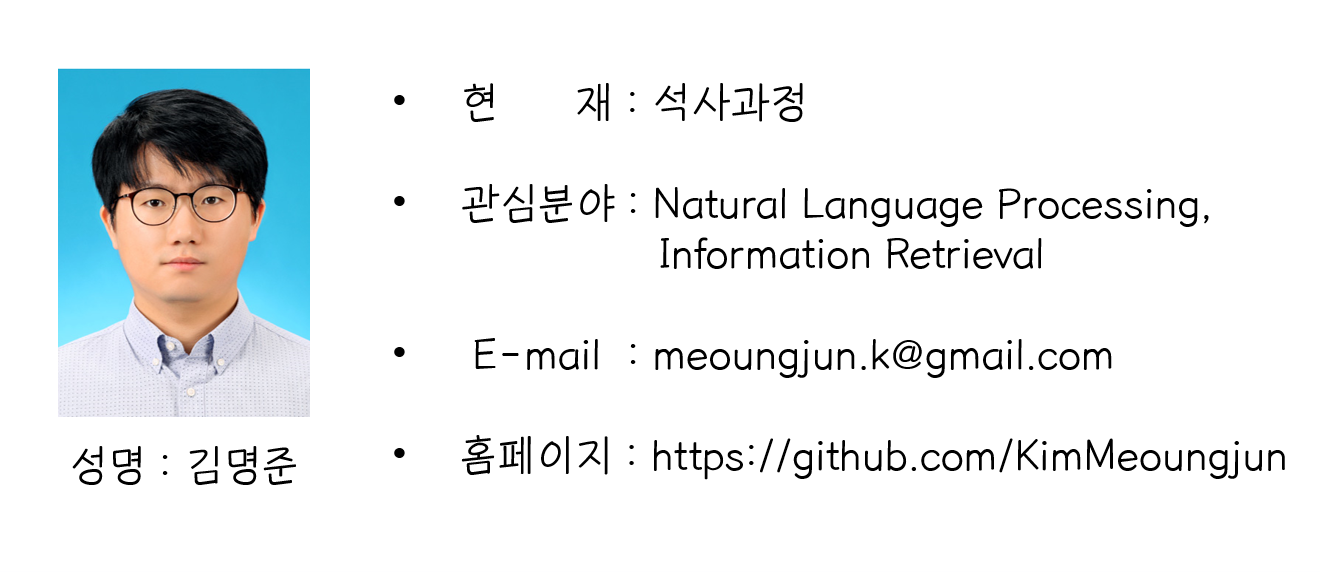 현 재 : 석사과정
관심분야 : Natural Language Processing,
Information Retrieval
E-mail : meoungjun.k@gmail.com
홈페이지 : https://github.com/KimMeoungjun
성명 : 김명준